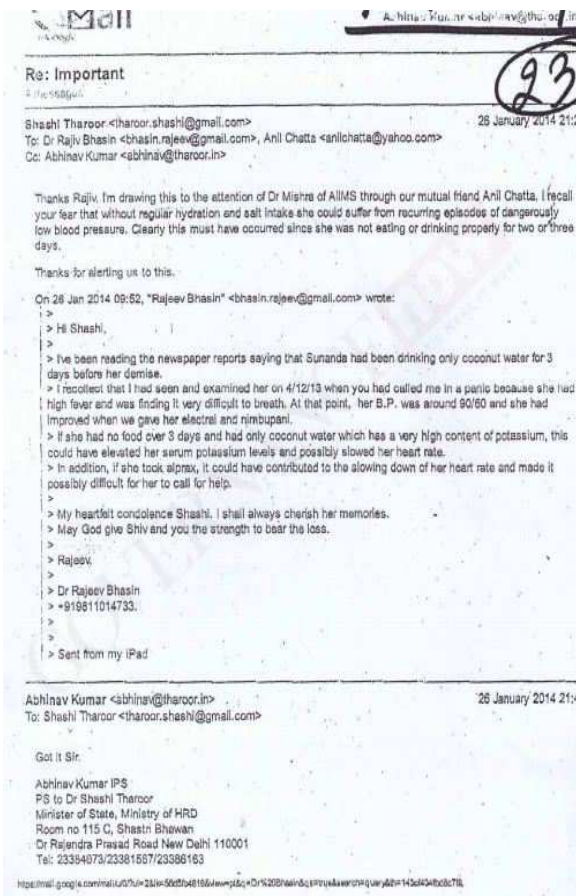 Mail
Abhinav Kumar <abhinav@tharoor.in
Re: Important
23
Shashi Tharoor <tharoor.shashi@gmail.com>
26 January 2014
To: Dr Rajiv Bhasin <bhasin.rajeev@gmail.com>, Anil Chatta <anilchatta@yahoo.com>
Cc: Abhinav Kumar <abhinav@tharoor.in>
Thanks Rajiv. I'm drawing this to the attention of Dr Mishra of AIIMS through our mutual friend Anil Chatta. I recall
your fear that without regular hydration and salt intake she could suffer from recurring episodes of dangerously
low blood pressure. Clearly this must have occurred since she was not eating or drinking properly for two or three
days.
Thanks for alerting us to this.
On 26 Jan 2014 09:52, "Rajeev Bhasin" <bhasin.rajeev@gmail.com> wrote:
>
> Hi Shashi,
>
> I've been reading the newspaper reports saying that Sunanda had been drinking only coconut water for 3
days before her demise.
> I recollect that I had seen and examined her on 4/12/13 when you had called me in a panic because she had
high fever and was finding it very difficult to breath. At that point, her B.P. was around 90/60 and she had
improved when we gave her electral and nimbupani.
> If she had no food over 3 days and had only coconut water which has a very high content of potassium, this
could have elevated her serum potassium levels and possibly slowed her heart rate.
> In addition, if she took alprax, it could have contributed to the slowing down of her heart rate and made it
possibly difficult for her to call for help.
>
> My heartfelt condolence Shashi. I shall always cherish her memories.
> May God give Shiv and you the strength to bear the loss.
>
> Rajeev.
>
> Dr Rajeev Bhasin
> +919811014733.
>
>
> Sent from my iPad
Abhinav Kumar <abhinav@tharoor.in>
26 January 2014
To: Shashi Tharoor <tharoor.shashi@gmail.com>
Got it Sir.
Abhinav Kumar IPS
PS to Dr Shashi Tharoor
Minister of State, Ministry of HRD
Room no 115 C, Shastri Bhawan
Dr Rajendra Prasad Road New Delhi 110001
Tel: 23384073/23381567/23386163